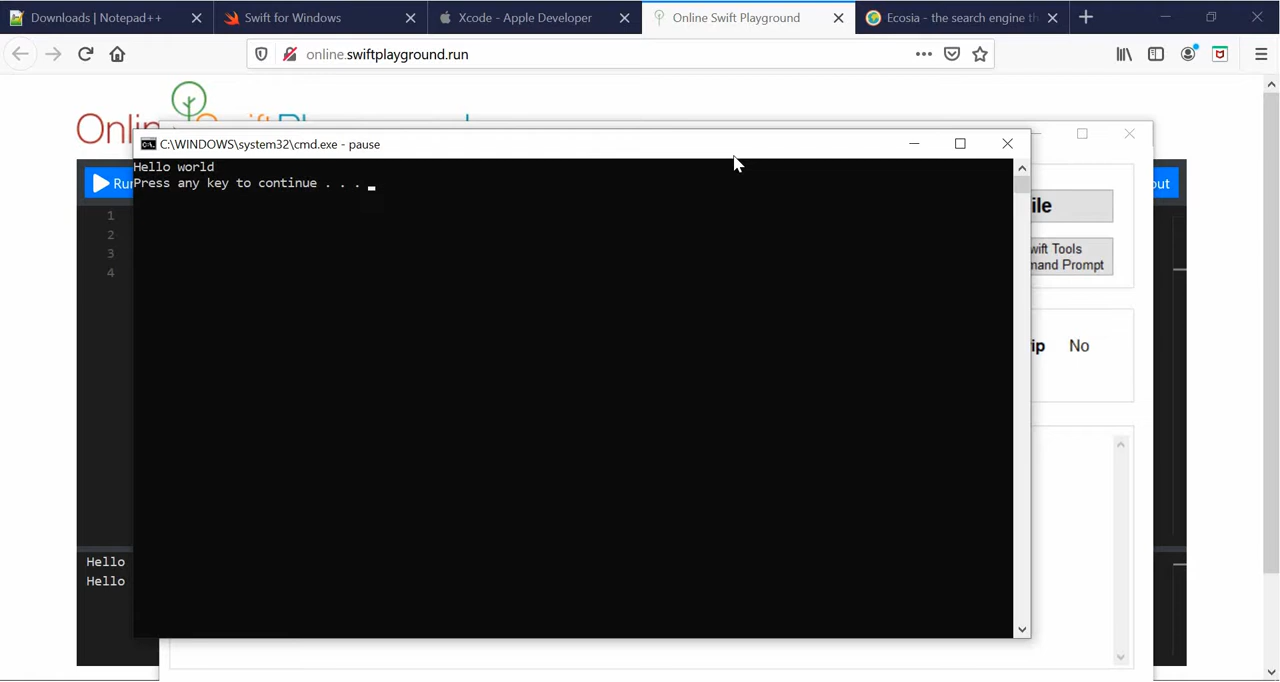 Downloads | Notepad++
Swift for Windows
Xcode - Apple Developer
Online Swift Playground
Ecosia - the search engine th
online.swiftplayground.run
C:\WINDOWS\system32\cmd.exe - pause
Hello world
Press any key to continue . . .
Run
1
2
3
4
out
ile
wift Tools
mand Prompt
ip No
Hello
Hello